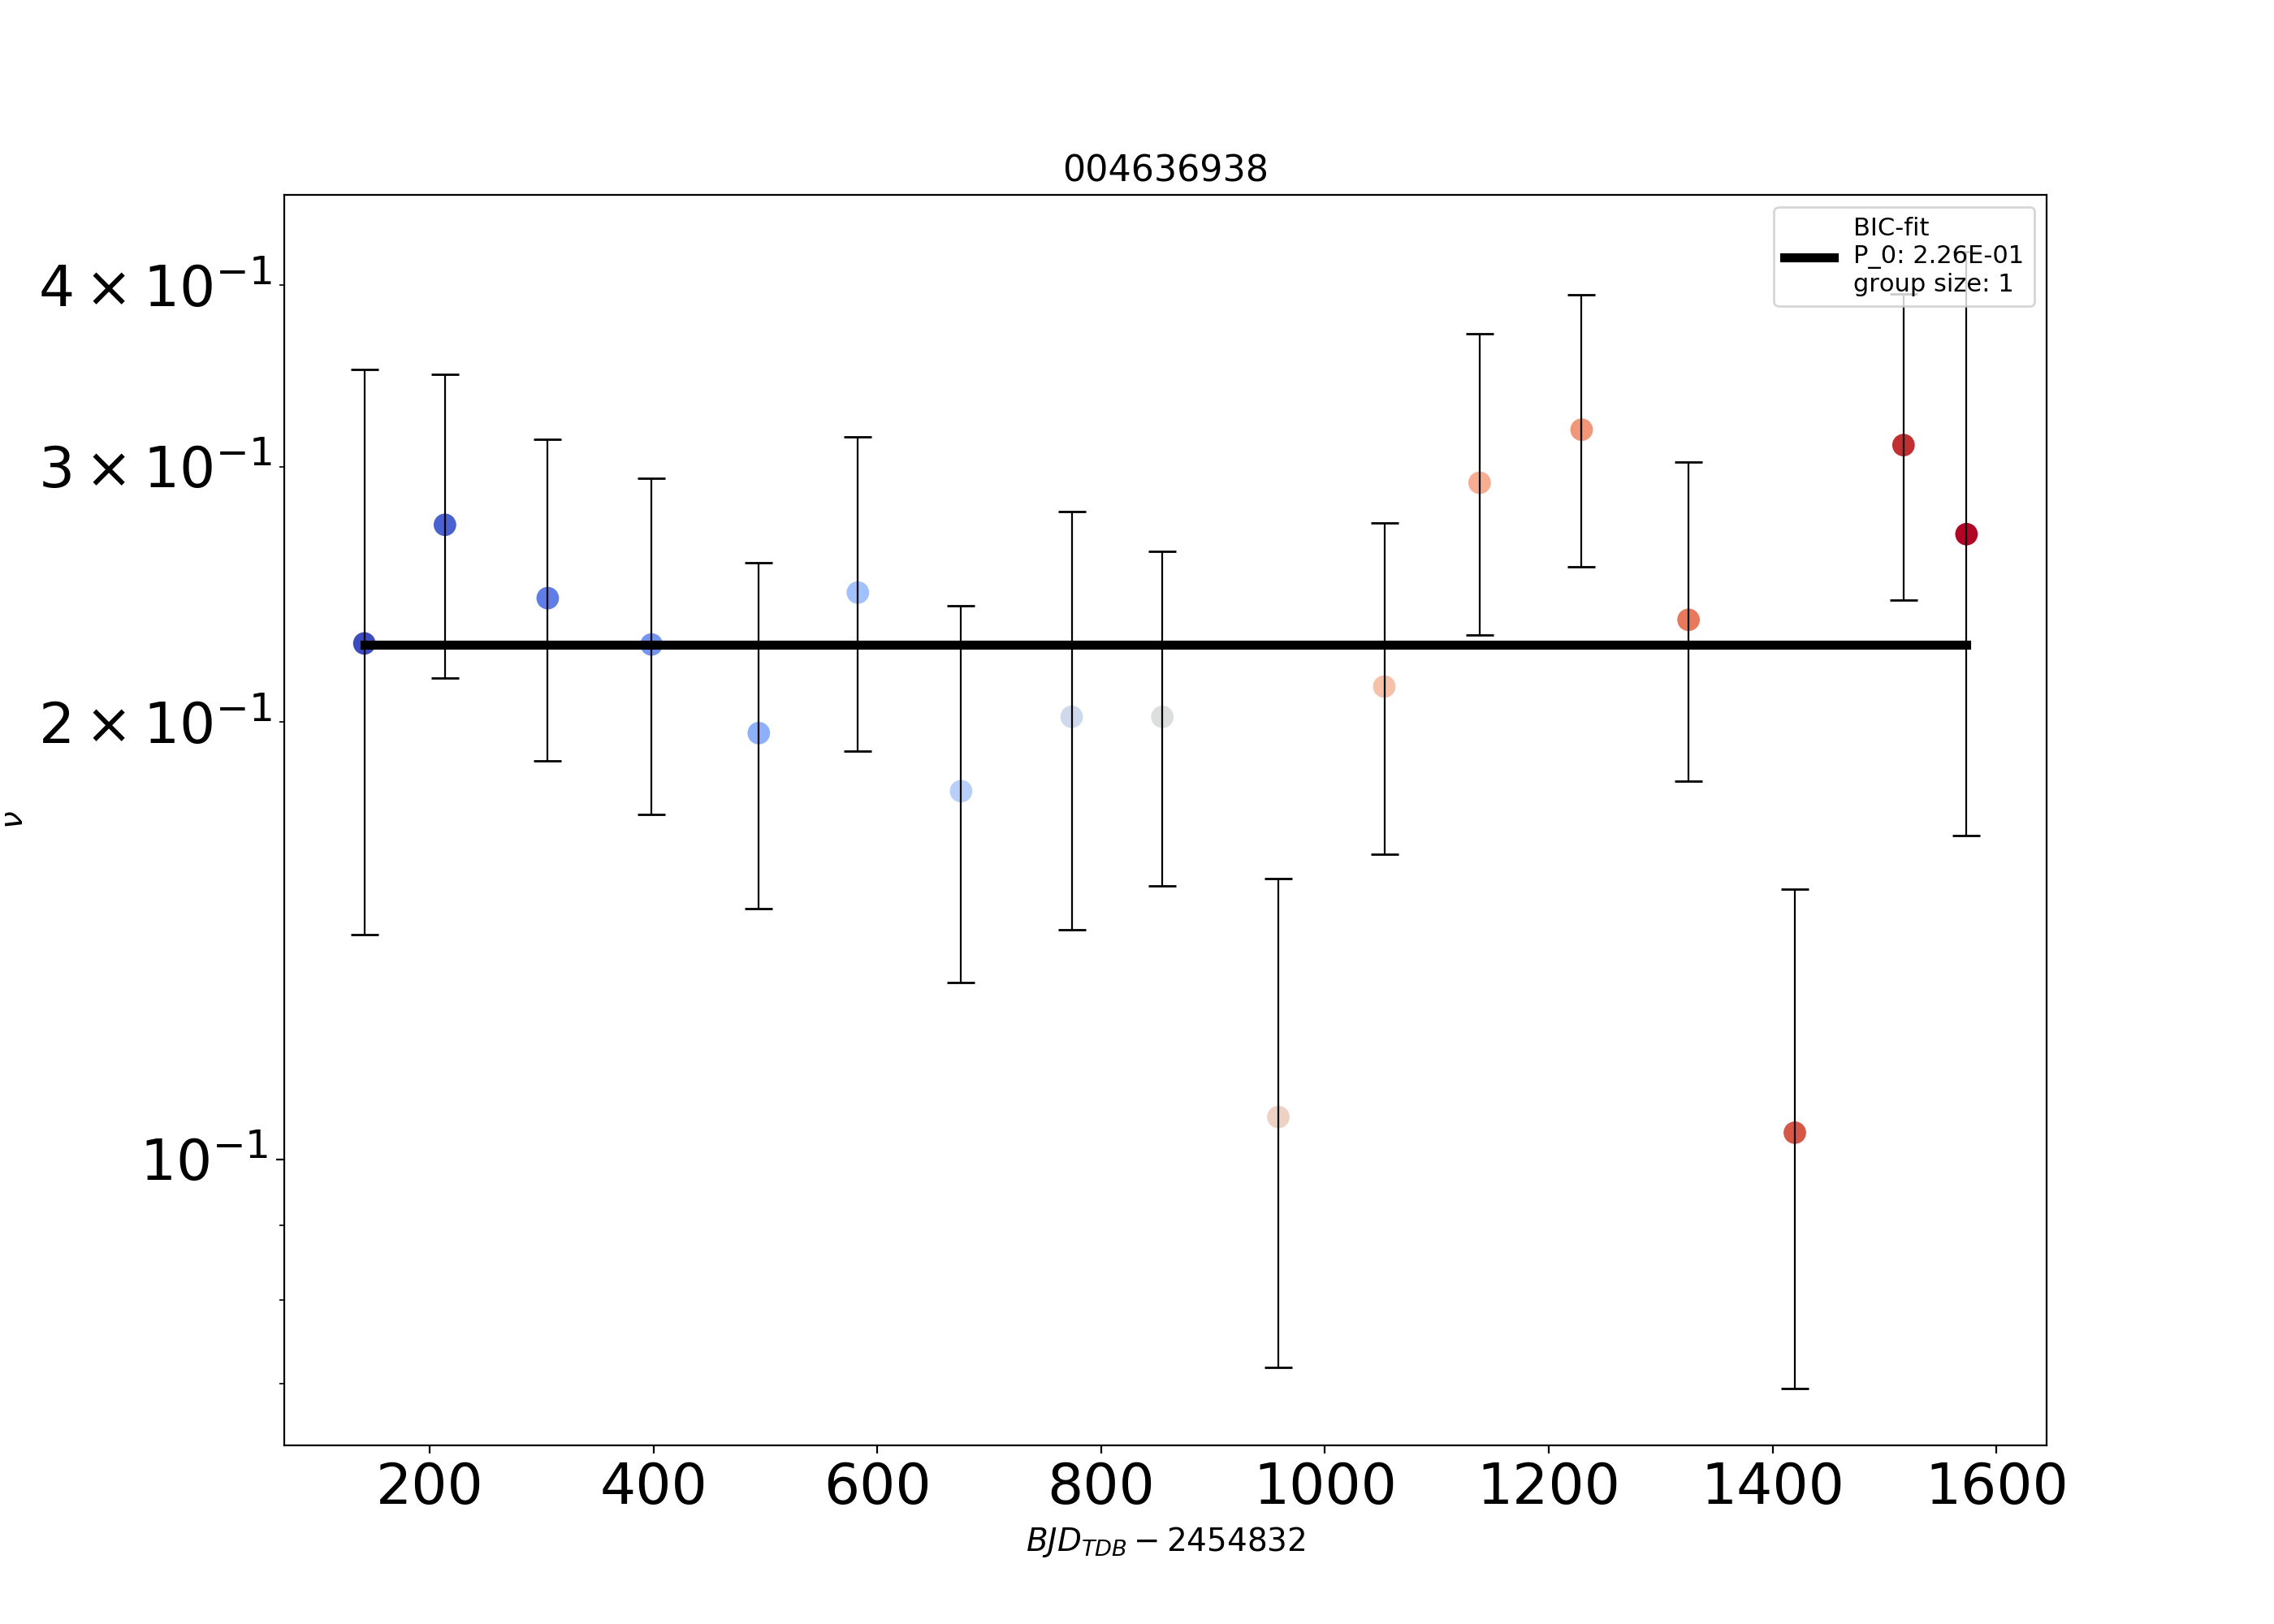 004636938
BIC-fit
P_0: 2.26E-01
group size: 1
4 × 10⁻¹
3 × 10⁻¹
2 × 10⁻¹
10⁻¹
ν
200 400 600 800 1000 1200 1400 1600
BJD_TDB − 2454832